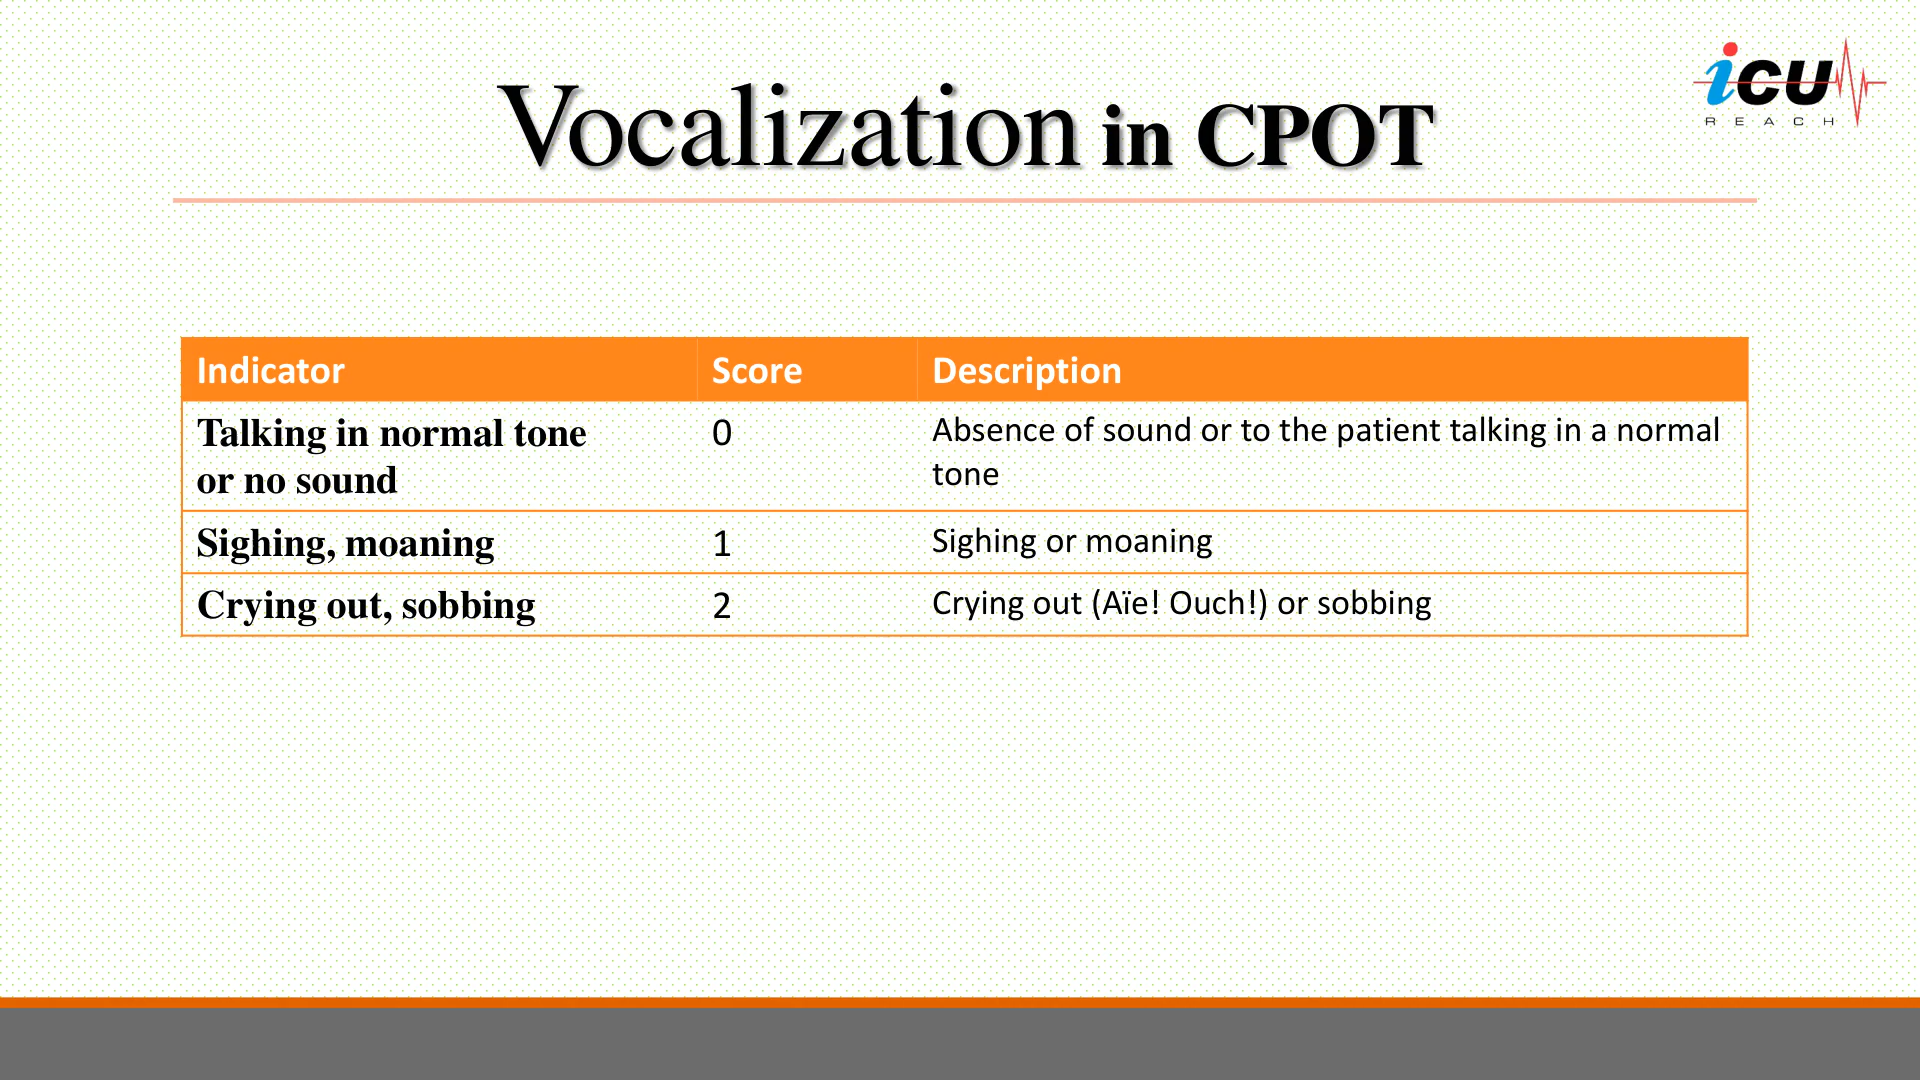 icu
REACH
Vocalization in CPOT
Indicator Score Description
Talking in normal tone 0 Absence of sound or to the patient talking in a normal
or no sound tone
Sighing, moaning 1 Sighing or moaning
Crying out, sobbing 2 Crying out (Aïe! Ouch!) or sobbing